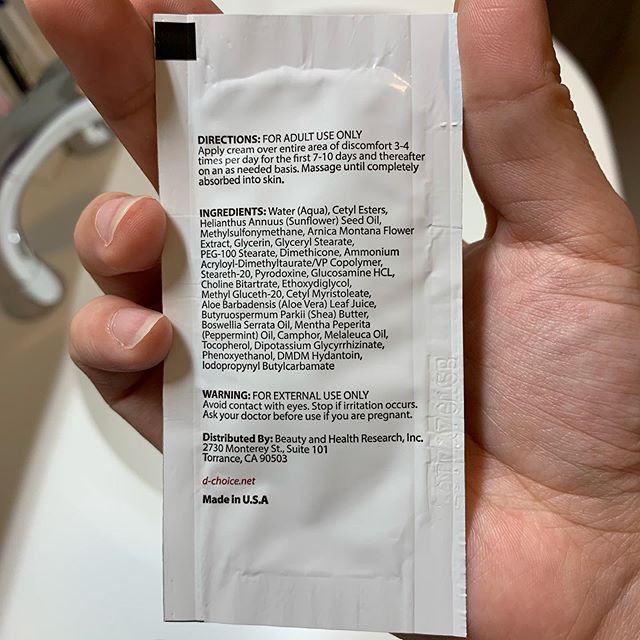 DIRECTIONS: FOR ADULT USE ONLY
Apply cream over entire area of discomfort 3-4
times per day for the first 7-10 days and thereafter
on an as needed basis. Massage until completely
absorbed into skin.
INGREDIENTS: Water (Aqua), Cetyl Esters,
Helianthus Annuus (Sunflower) Seed Oil,
Methylsulfonymethane, Arnica Montana Flower
Extract, Glycerin, Glyceryl Stearate,
PEG-100 Stearate, Dimethicone, Ammonium
Acryloyl-Dimethyltaurate/VP Copolymer,
Steareth-20, Pyrodoxine, Glucosamine HCL,
Choline Bitartrate, Ethoxydiglycol,
Methyl Gluceth-20, Cetyl Myristoleate,
Aloe Barbadensis (Aloe Vera) Leaf Juice,
Butyruospermum Parkii (Shea) Butter,
Boswellia Serrata Oil, Mentha Peperita
(Peppermint) Oil, Camphor, Melaleuca Oil,
Tocopherol, Dipotassium Glycyrrhizinate,
Phenoxyethanol, DMDM Hydantoin,
Iodopropynyl Butylcarbamate
WARNING: FOR EXTERNAL USE ONLY
Avoid contact with eyes. Stop if irritation occurs.
Ask your doctor before use if you are pregnant.
Distributed By: Beauty and Health Research, Inc.
2730 Monterey St., Suite 101
Torrance, CA 90503
d-choice.net
Made in U.S.A